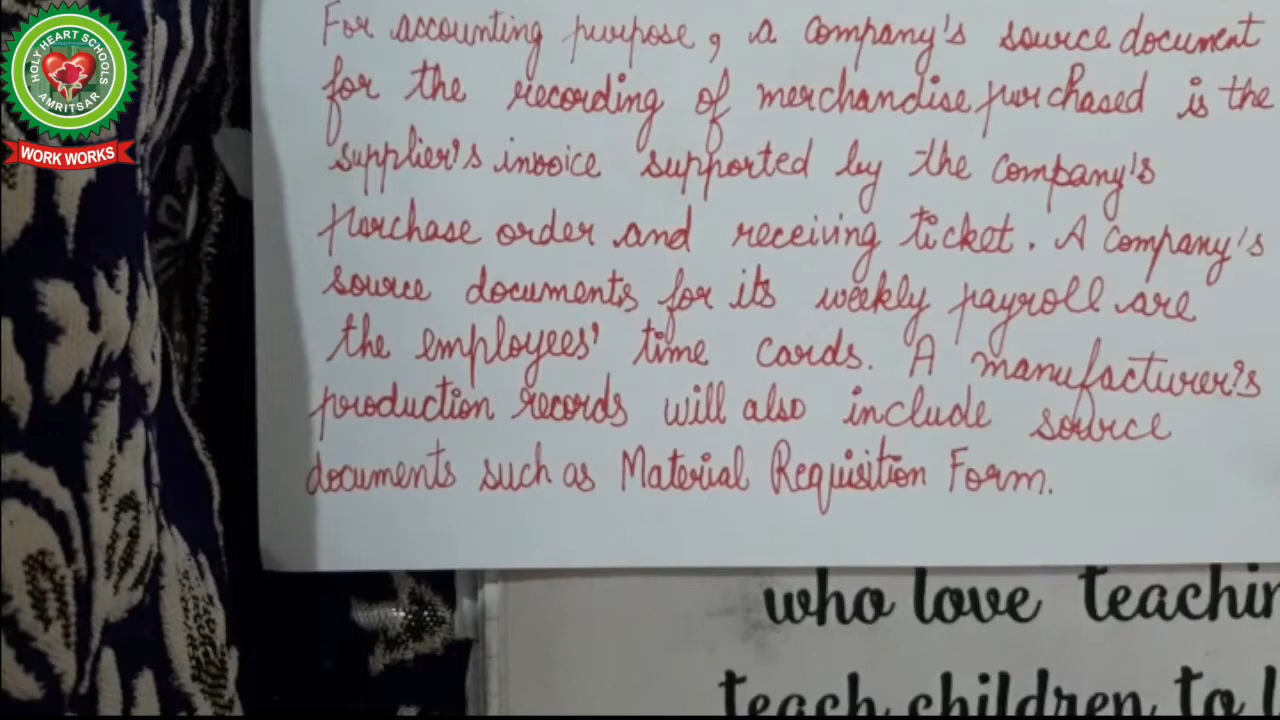 HOLY HEART SCHOOLS
AMRITSAR
WORK WORKS
For accounting purpose, a company's source document
for the recording of merchandise purchased is the
supplier's invoice supported by the company's
purchase order and receiving ticket. A company's
source documents for its weekly payroll are
the employees' time cards. A manufacturer's
production records will also include source
documents such as Material Requisition Form.
who love teachin
teach children to l